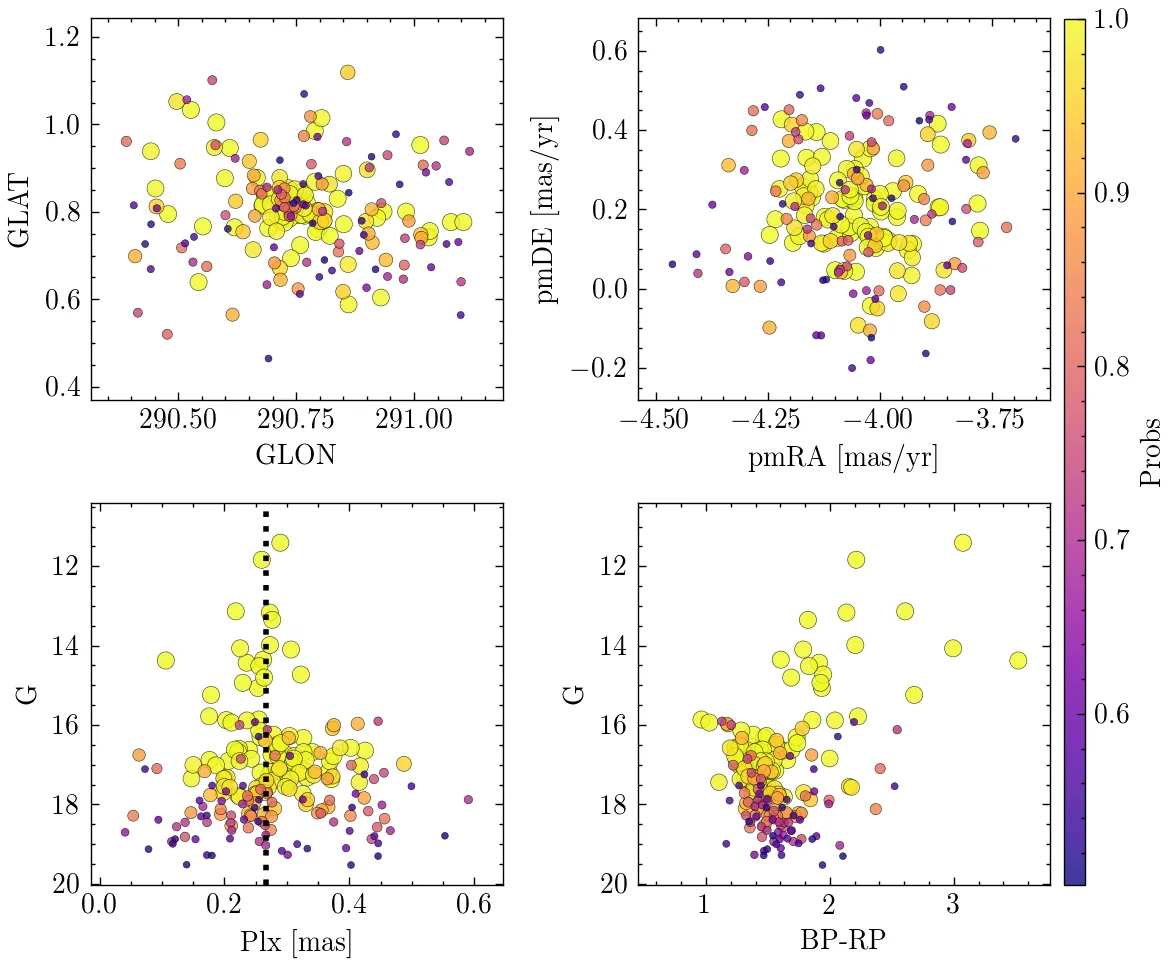 1.2
1.0
0.8
0.6
0.4
GLAT
290.50 290.75 291.00
GLON
0.6
0.4
0.2
0.0
−0.2
pmDE [mas/yr]
−4.50 −4.25 −4.00 −3.75
pmRA [mas/yr]
12
14
16
18
20
G
0.0 0.2 0.4 0.6
Plx [mas]
12
14
16
18
20
G
1 2 3
BP-RP
1.0
0.9
0.8
0.7
0.6
Probs